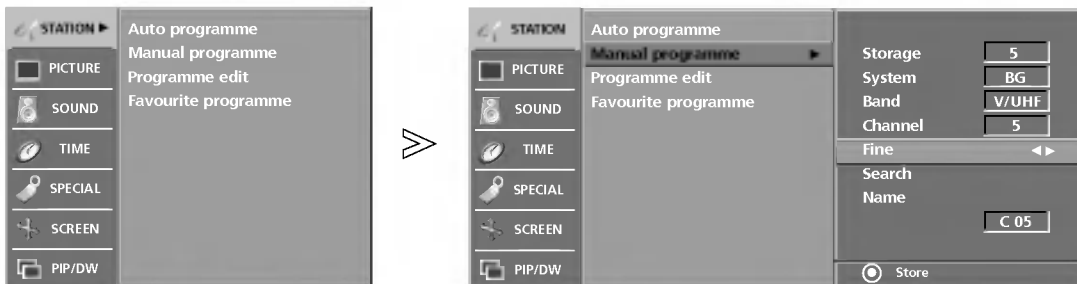 STATION
PICTURE
SOUND
TIME
SPECIAL
SCREEN
PIP/DW
Auto programme
Manual programme
Programme edit
Favourite programme
STATION
PICTURE
SOUND
TIME
SPECIAL
SCREEN
PIP/DW
Auto programme
Manual programme
Programme edit
Favourite programme
Storage 5
System BG
Band V/UHF
Channel 5
Fine
Search
Name
C 05
Store